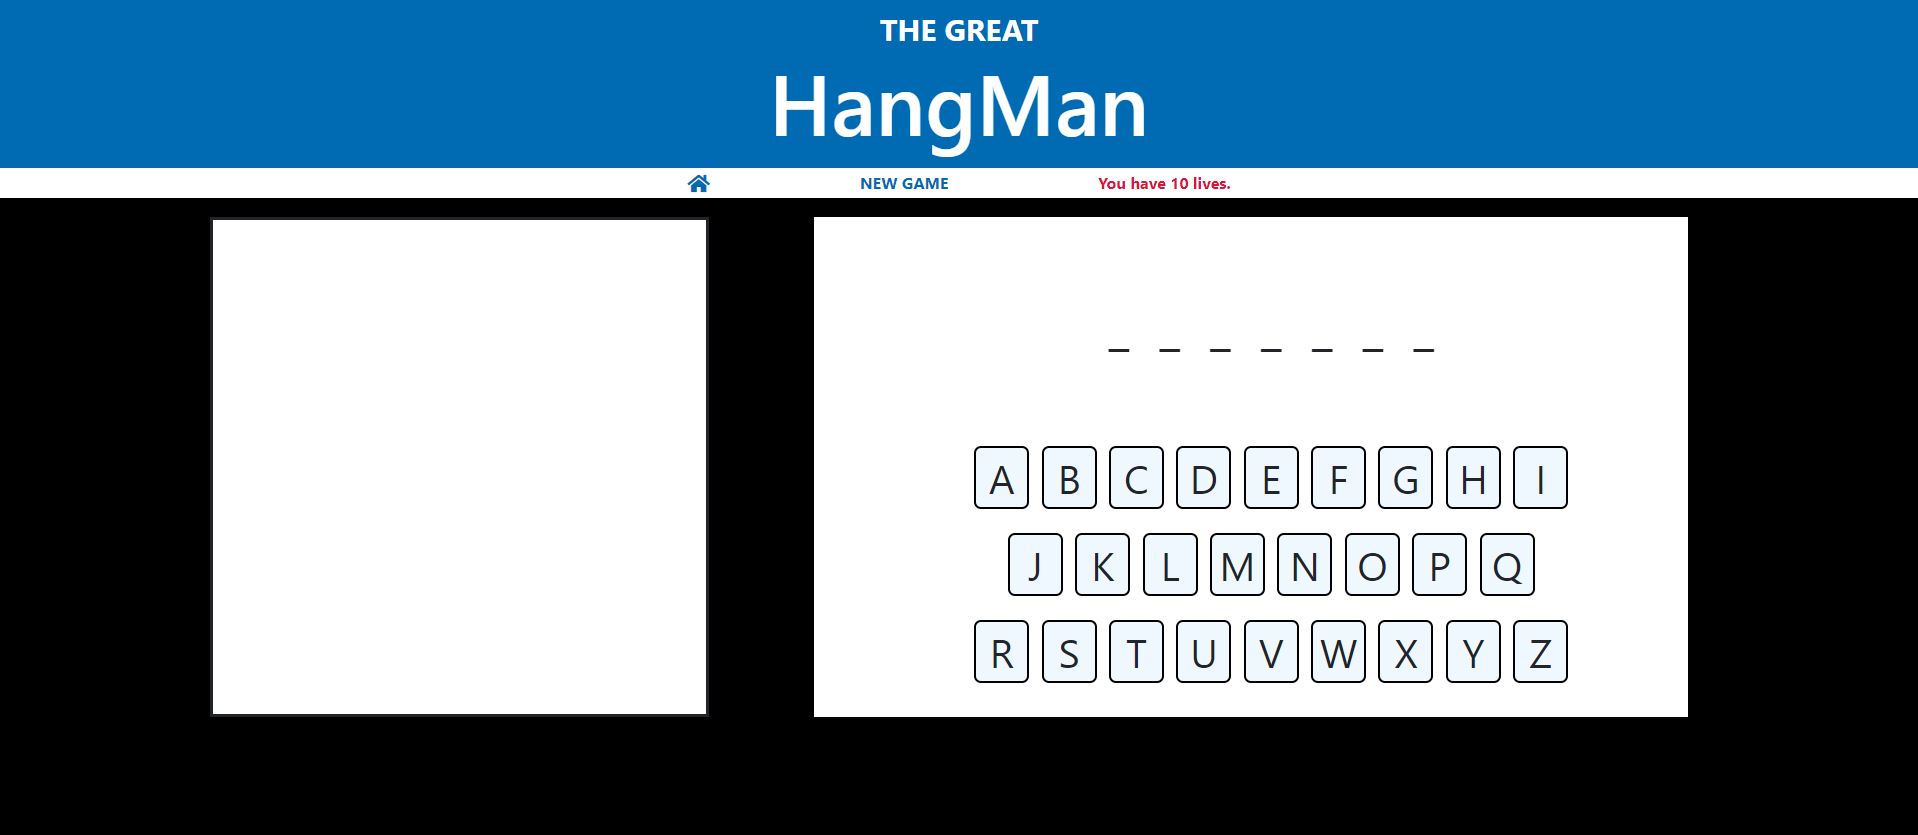 THE GREAT
HangMan
NEW GAME You have 10 lives.
_ _ _ _ _ _ _
A B C D E F G H I
J K L M N O P Q
R S T U V W X Y Z